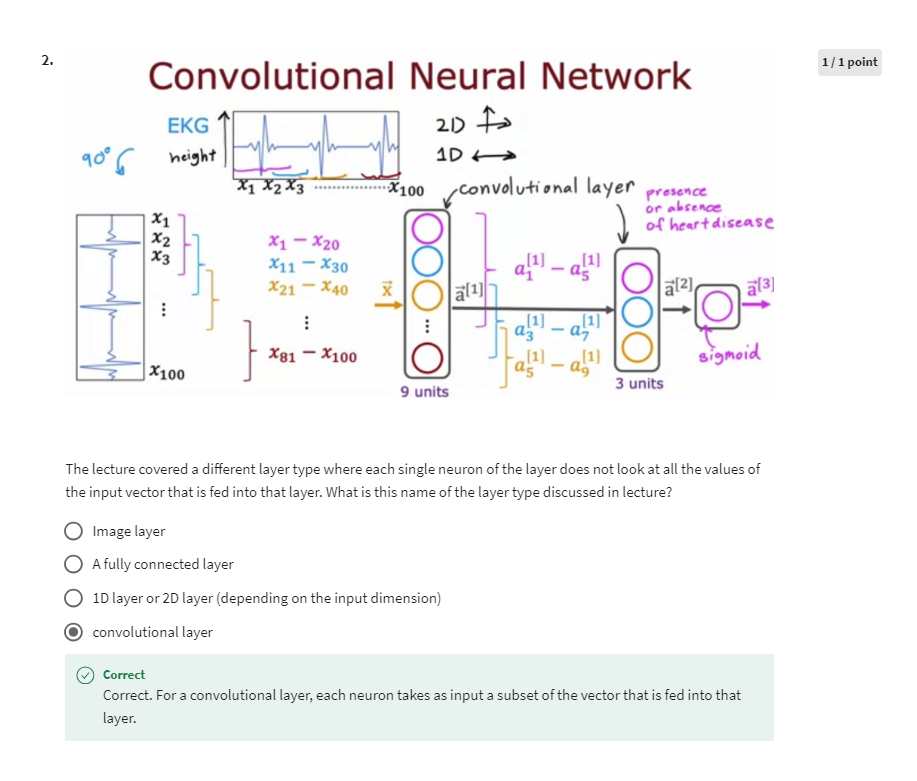 2.
1 / 1 point
Convolutional Neural Network
EKG
2D
90°
height
1D
x1 x2 x3 ................ x100
convolutional layer
presence
or absence
of heart disease
x1
x2
x3
⋮
x100
x1 – x20
x11 – x30
x21 – x40
⋮
x81 – x100
x⃗
⋮
9 units
a⃗[1]
a1[1] – a5[1]
a3[1] – a7[1]
a5[1] – a9[1]
3 units
a⃗[2]
a⃗[3]
sigmoid
The lecture covered a different layer type where each single neuron of the layer does not look at all the values of
the input vector that is fed into that layer. What is this name of the layer type discussed in lecture?
Image layer
A fully connected layer
1D layer or 2D layer (depending on the input dimension)
convolutional layer
Correct
Correct. For a convolutional layer, each neuron takes as input a subset of the vector that is fed into that
layer.